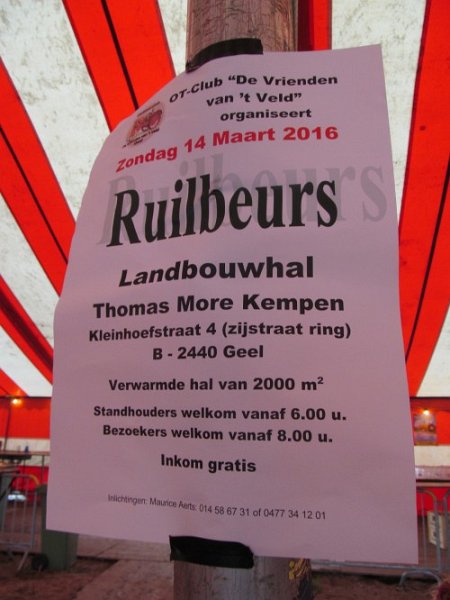 OT-Club "De Vrienden
van 't Veld"
organiseert
Zondag 14 Maart 2016
Ruilbeurs
Landbouwhal
Thomas More Kempen
Kleinhoefstraat 4 (zijstraat ring)
B - 2440 Geel
Verwarmde hal van 2000 m²
Standhouders welkom vanaf 6.00 u.
Bezoekers welkom vanaf 8.00 u.
Inkom gratis
Inlichtingen: Maurice Aerts: 014 58 67 31 of 0477 34 12 01